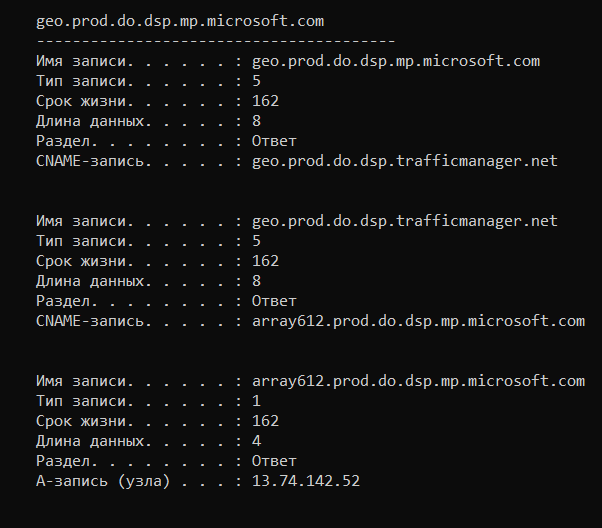 geo.prod.do.dsp.mp.microsoft.com
----------------------------------------
Имя записи. . . . . . : geo.prod.do.dsp.mp.microsoft.com
Тип записи. . . . . . : 5
Срок жизни. . . . . . : 162
Длина данных. . . . . : 8
Раздел. . . . . . . . : Ответ
CNAME-запись. . . . . : geo.prod.do.dsp.trafficmanager.net
Имя записи. . . . . . : geo.prod.do.dsp.trafficmanager.net
Тип записи. . . . . . : 5
Срок жизни. . . . . . : 162
Длина данных. . . . . : 8
Раздел. . . . . . . . : Ответ
CNAME-запись. . . . . : array612.prod.do.dsp.mp.microsoft.com
Имя записи. . . . . . : array612.prod.do.dsp.mp.microsoft.com
Тип записи. . . . . . : 1
Срок жизни. . . . . . : 162
Длина данных. . . . . : 4
Раздел. . . . . . . . : Ответ
А-запись (узла) . . . : 13.74.142.52